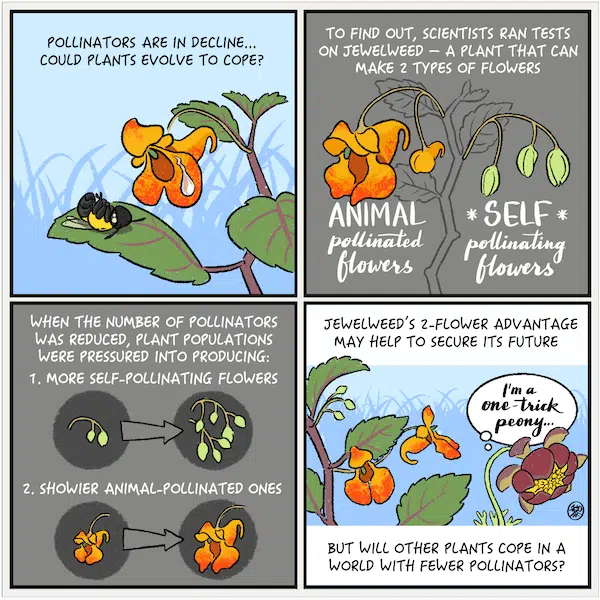 POLLINATORS ARE IN DECLINE...
COULD PLANTS EVOLVE TO COPE?
TO FIND OUT, SCIENTISTS RAN TESTS
ON JEWELWEED – A PLANT THAT CAN
MAKE 2 TYPES OF FLOWERS
ANIMAL
pollinated
flowers
*SELF*
pollinating
flowers
WHEN THE NUMBER OF POLLINATORS
WAS REDUCED, PLANT POPULATIONS
WERE PRESSURED INTO PRODUCING:
1. MORE SELF-POLLINATING FLOWERS
2. SHOWIER ANIMAL-POLLINATED ONES
JEWELWEED'S 2-FLOWER ADVANTAGE
MAY HELP TO SECURE ITS FUTURE
I'm a
one-trick
peony...
BUT WILL OTHER PLANTS COPE IN A
WORLD WITH FEWER POLLINATORS?